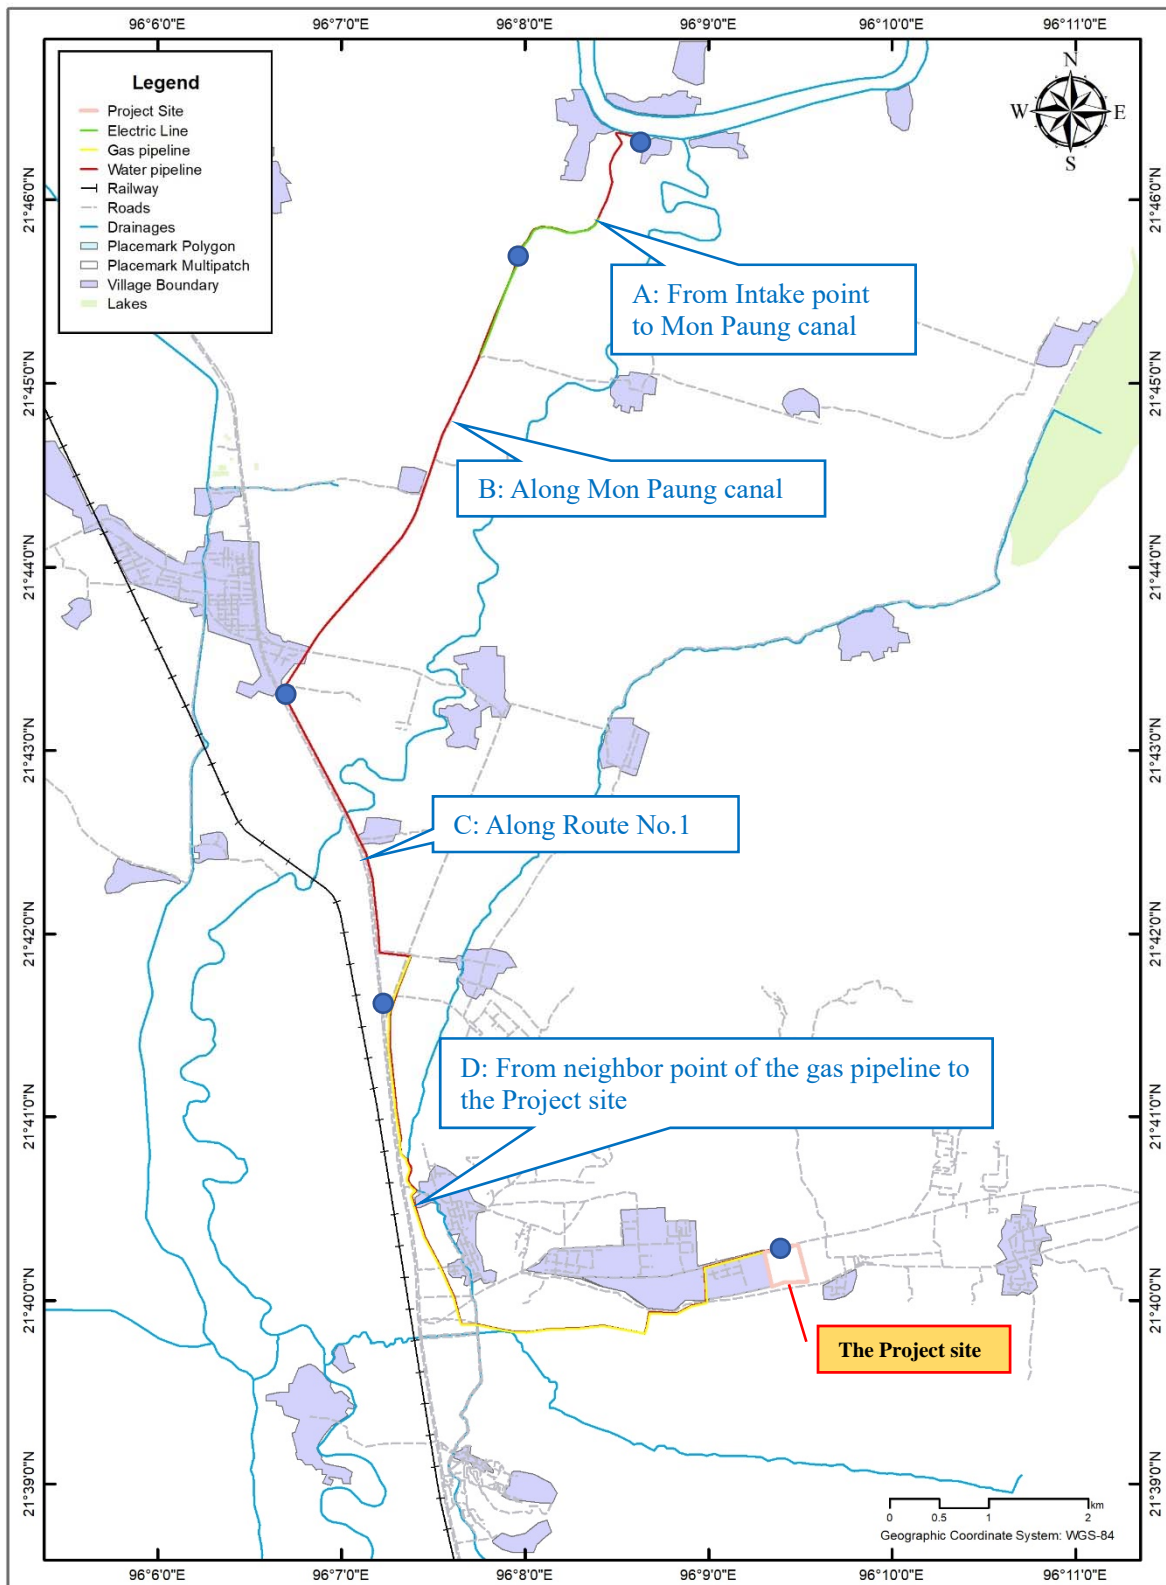 96°6'0"E 96°7'0"E 96°8'0"E 96°9'0"E 96°10'0"E 96°11'0"E
Legend
Project Site
Electric Line
Gas pipeline
Water pipeline
Railway
Roads
Drainages
Placemark Polygon
Placemark Multipatch
Village Boundary
Lakes
N
W E
S
21°46'0"N 21°46'0"N
A: From Intake point
to Mon Paung canal
21°45'0"N 21°45'0"N
B: Along Mon Paung canal
21°44'0"N 21°44'0"N
21°43'0"N 21°43'0"N
C: Along Route No.1
21°42'0"N 21°42'0"N
D: From neighbor point of the gas pipeline to
the Project site
21°41'0"N 21°41'0"N
21°40'0"N 21°40'0"N
The Project site
21°39'0"N 21°39'0"N
0 0.5 1 2 km
Geographic Coordinate System: WGS-84
96°6'0"E 96°7'0"E 96°8'0"E 96°9'0"E 96°10'0"E 96°11'0"E